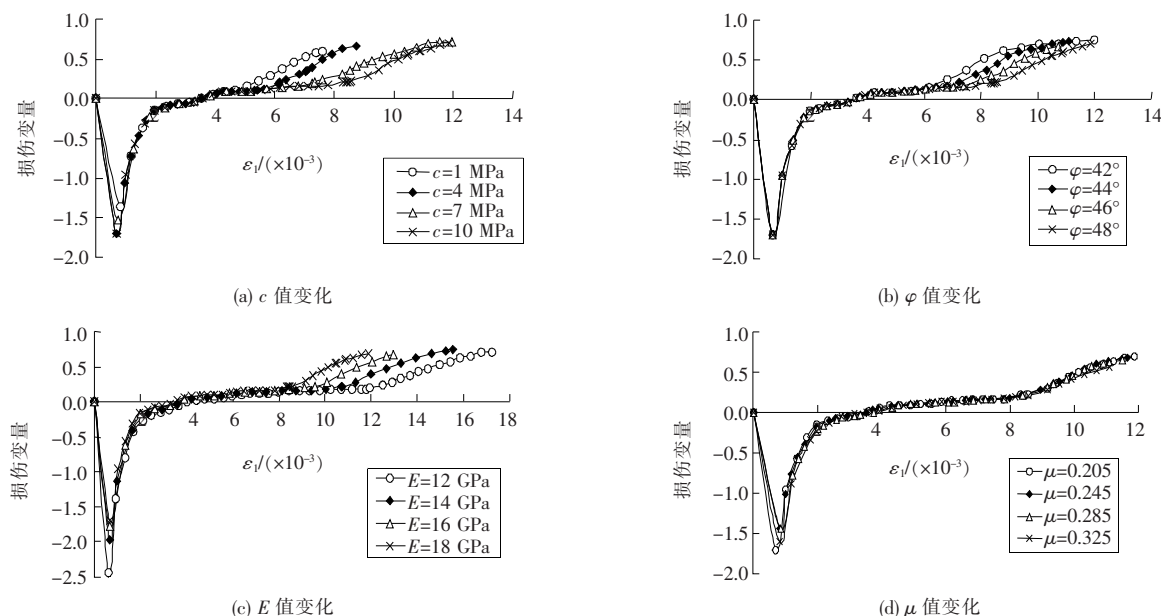 1.0
0.5
0.0
−0.5
−1.0
−1.5
−2.0
损伤变量
2 4 6 8 10 12 14
ε₁/(×10⁻³)
c=1 MPa
c=4 MPa
c=7 MPa
c=10 MPa
(a) c 值变化
1.0
0.5
0.0
−0.5
−1.0
−1.5
−2.0
损伤变量
2 4 6 8 10 12 14
ε₁/(×10⁻³)
φ=42°
φ=44°
φ=46°
φ=48°
(b) φ 值变化
1.0
0.5
0.0
−0.5
−1.0
−1.5
−2.0
−2.5
损伤变量
2 4 6 8 10 12 14 16 18
ε₁/(×10⁻³)
E=12 GPa
E=14 GPa
E=16 GPa
E=18 GPa
(c) E 值变化
1.0
0.5
0.0
−0.5
−1.0
−1.5
−2.0
损伤变量
2 4 6 8 10 12
ε₁/(×10⁻³)
μ=0.205
μ=0.245
μ=0.285
μ=0.325
(d) μ 值变化